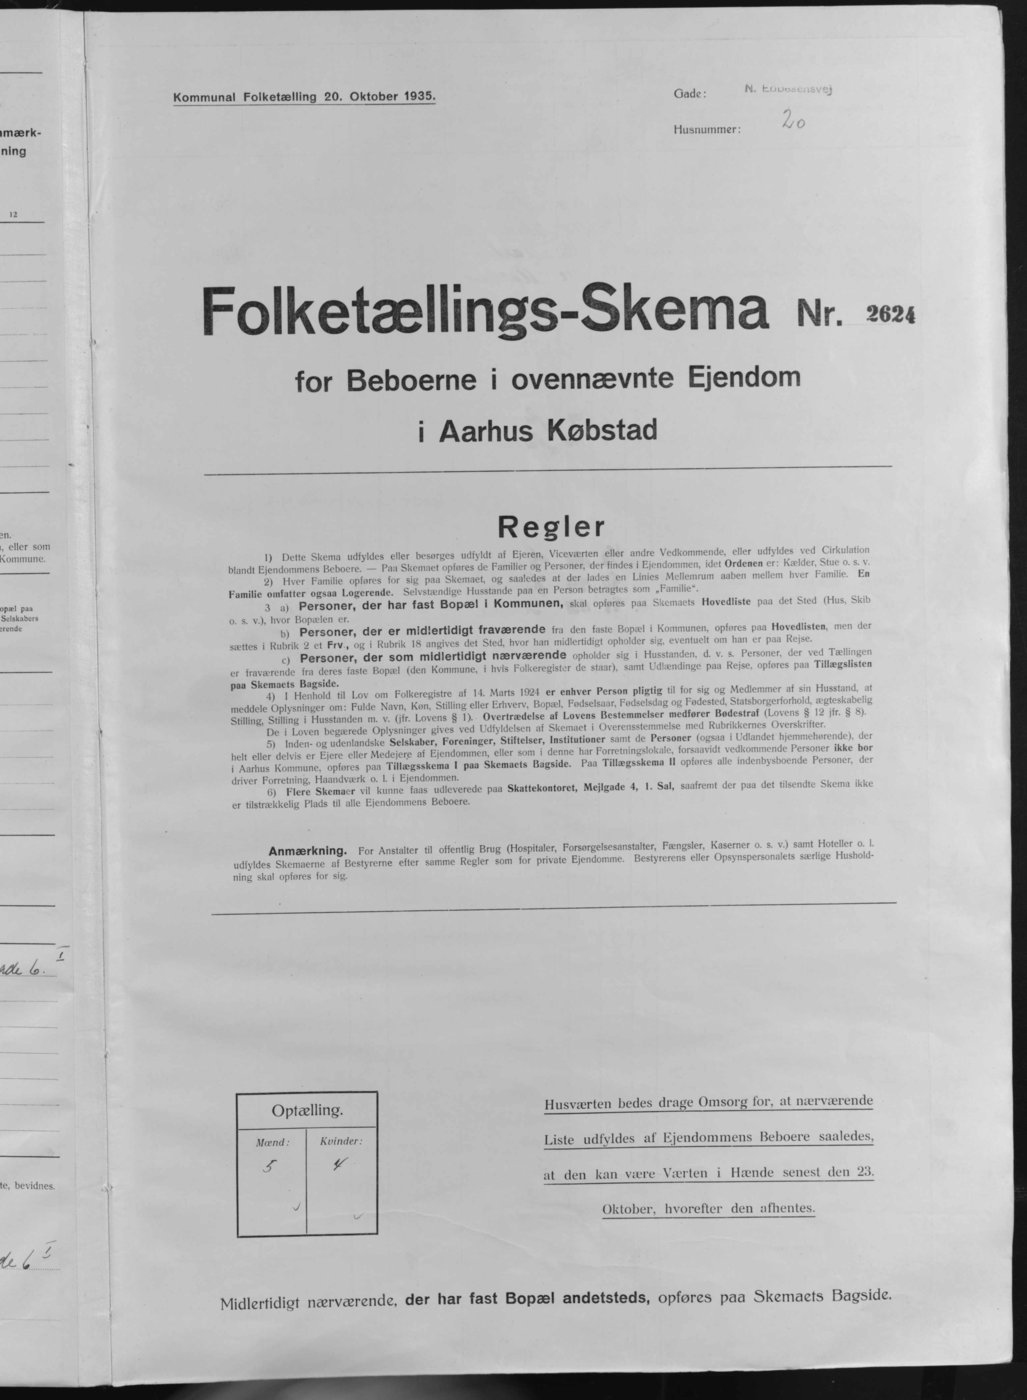 nmærk-
ning
12
en.
, eller som
Kommune.
opæl paa
Selskabers
erende
de 6. I
te, bevidnes.
de 6 I
Kommunal Folketælling 20. Oktober 1935.
Gade: N. Ebbesensvej
Husnummer: 20
Folketællings-Skema Nr. 2624
for Beboerne i ovennævnte Ejendom
i Aarhus Købstad
Regler
1) Dette Skema udfyldes eller besørges udfyldt af Ejeren, Viceværten eller andre Vedkommende, eller udfyldes ved Cirkulation
blandt Ejendommens Beboere. — Paa Skemaet opføres de Familier og Personer, der findes i Ejendommen, idet Ordenen er: Kælder, Stue o. s. v.
2) Hver Familie opføres for sig paa Skemaet, og saaledes at der lades en Linies Mellemrum aaben mellem hver Familie. En
Familie omfatter ogsaa Logerende. Selvstændige Husstande paa en Person betragtes som „Familie“.
3 a) Personer, der har fast Bopæl i Kommunen, skal opføres paa Skemaets Hovedliste paa det Sted (Hus, Skib
o. s. v.), hvor Bopælen er.
b) Personer, der er midlertidigt fraværende fra den faste Bopæl i Kommunen, opføres paa Hovedlisten, men der
sættes i Rubrik 2 et Frv., og i Rubrik 18 angives det Sted, hvor han midlertidigt opholder sig, eventuelt om han er paa Rejse.
c) Personer, der som midlertidigt nærværende opholder sig i Husstanden, d. v. s. Personer, der ved Tællingen
er fraværende fra deres faste Bopæl (den Kommune, i hvis Folkeregister de staar), samt Udlændinge paa Rejse, opføres paa Tillægslisten
paa Skemaets Bagside.
4) I Henhold til Lov om Folkeregistre af 14. Marts 1924 er enhver Person pligtig til for sig og Medlemmer af sin Husstand, at
meddele Oplysninger om: Fulde Navn, Køn, Stilling eller Erhverv, Bopæl, Fødselsaar, Fødselsdag og Fødested, Statsborgerforhold, ægteskabelig
Stilling, Stilling i Husstanden m. v. (jfr. Lovens § 1). Overtrædelse af Lovens Bestemmelser medfører Bødestraf (Lovens § 12 jfr. § 8).
De i Loven begærede Oplysninger gives ved Udfyldelsen af Skemaet i Overensstemmelse med Rubrikkernes Overskrifter.
5) Inden- og udenlandske Selskaber, Foreninger, Stiftelser, Institutioner samt de Personer (ogsaa i Udlandet hjemmehørende), der
helt eller delvis er Ejere eller Medejere af Ejendommen, eller som i denne har Forretningslokale, forsaavidt vedkommende Personer ikke bor
i Aarhus Kommune, opføres paa Tillægsskema I paa Skemaets Bagside. Paa Tillægsskema II opføres alle indenbysboende Personer, der
driver Forretning, Haandværk o. l. i Ejendommen.
6) Flere Skemaer vil kunne faas udleverede paa Skattekontoret, Mejlgade 4, 1. Sal, saafremt der paa det tilsendte Skema ikke
er tilstrækkelig Plads til alle Ejendommens Beboere.
Anmærkning. For Anstalter til offentlig Brug (Hospitaler, Forsørgelsesanstalter, Fængsler, Kaserner o. s. v.) samt Hoteller o. l.
udfyldes Skemaerne af Bestyrerne efter samme Regler som for private Ejendomme. Bestyrerens eller Opsynspersonalets særlige Hushold-
ning skal opføres for sig.
Optælling.
Mænd: Kvinder:
5 4
Husværten bedes drage Omsorg for, at nærværende
Liste udfyldes af Ejendommens Beboere saaledes,
at den kan være Værten i Hænde senest den 23.
Oktober, hvorefter den afhentes.
Midlertidigt nærværende, der har fast Bopæl andetsteds, opføres paa Skemaets Bagside.